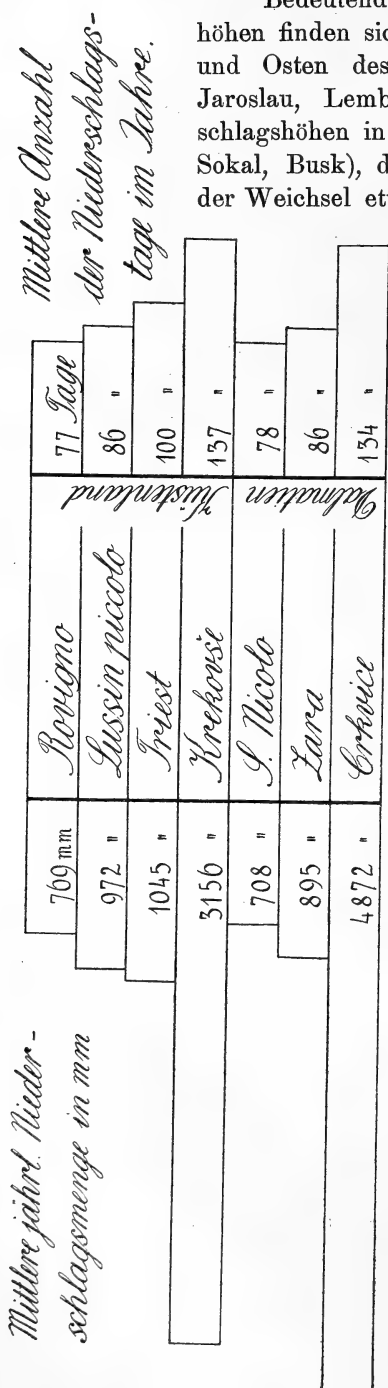 Bedeutend
höhen finden sic
und Osten des
Jaroslau, Lemb
schlagshöhen in
Sokal, Busk), d
der Weichsel et
Mittlere jährl. Nieder-
schlagsmenge in mm
Mittlere Anzahl
der Niederschlags-
tage im Jahre.
769 mm Rovigno 77 Tage
972 " Lussin piccolo 86 "
1045 " Triest 100 "
3156 " Krekovše 137 "
Küstenland
708 " S. Nicolo 78 "
895 " Zara 86 "
4872 " Crkvice 134 "
Dalmatien